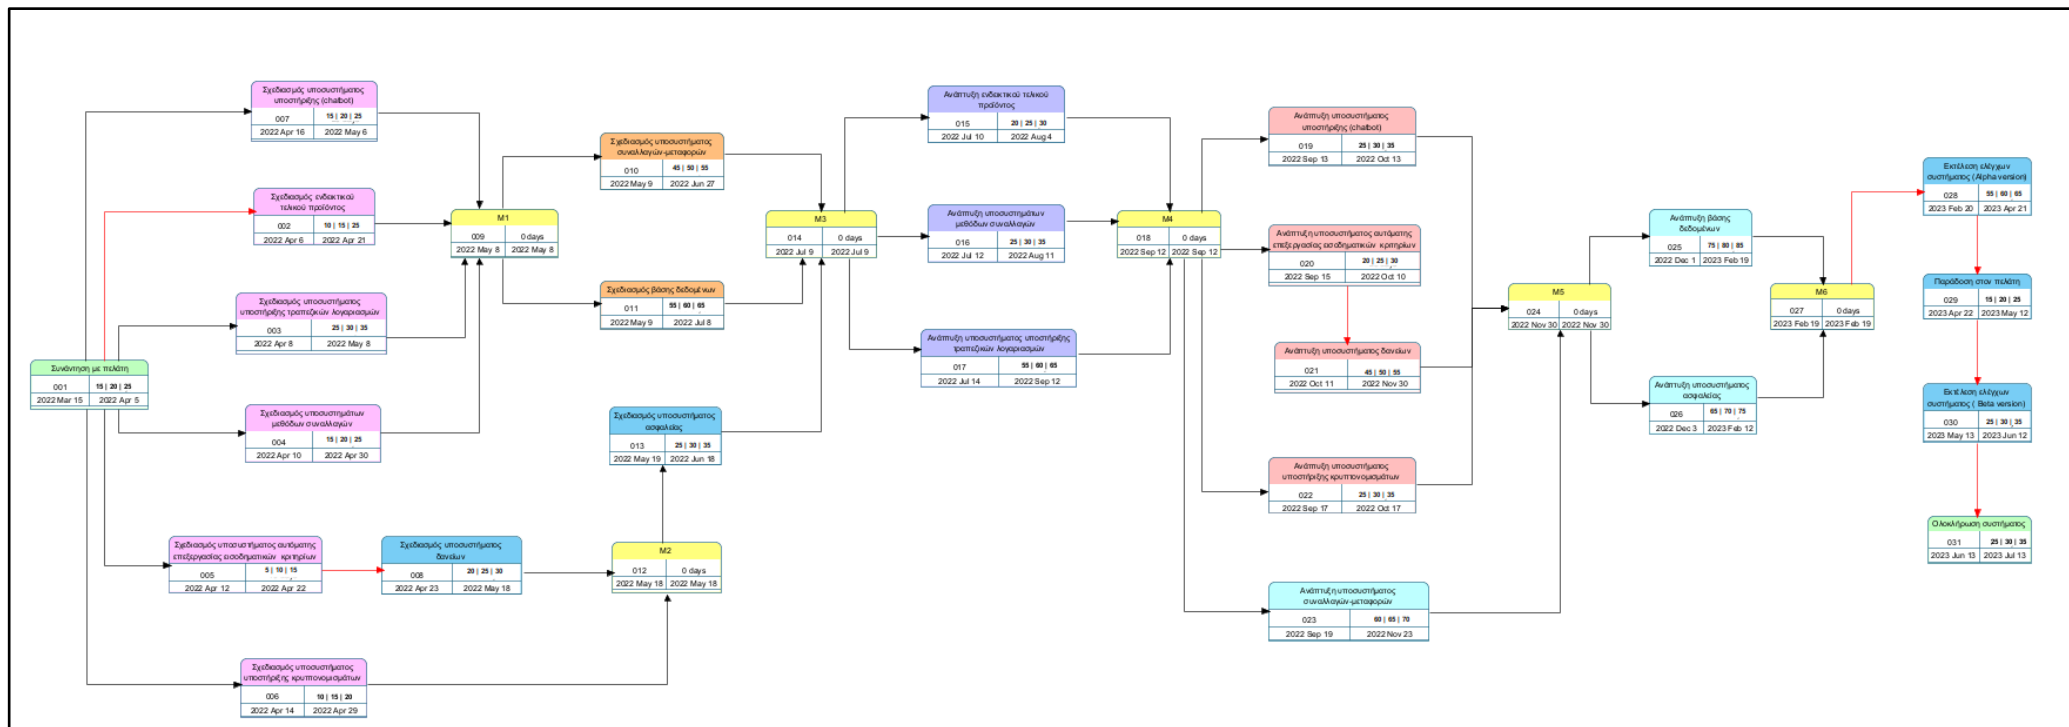 Σχεδιασμός υποσυστήματος
υποστήριξης (chatbot)
007 15 | 20 | 25
2022 Apr 16 2022 May 6
Σχεδιασμός ενδεικτικού
τελικού προϊόντος
002 10 | 15 | 25
2022 Apr 6 2022 Apr 21
Σχεδιασμός υποσυστήματος
υποστήριξης τραπεζικών λογαριασμών
003 25 | 30 | 35
2022 Apr 8 2022 May 8
Συνάντηση με πελάτη
001 15 | 20 | 25
2022 Mar 15 2022 Apr 5
Σχεδιασμός υποσυστημάτων
μεθόδων συναλλαγών
004 15 | 20 | 25
2022 Apr 10 2022 Apr 30
Σχεδιασμός υποσυστήματος αυτόματης
επεξεργασίας εισοδηματικών κριτηρίων
005 5 | 10 | 15
2022 Apr 12 2022 Apr 22
Σχεδιασμός υποσυστήματος
υποστήριξης κρυπτονομισμάτων
006 10 | 15 | 20
2022 Apr 14 2022 Apr 29
Σχεδιασμός υποσυστήματος
δανείων
008 20 | 25 | 30
2022 Apr 23 2022 May 18
M1
009 0 days
2022 May 8 2022 May 8
Σχεδιασμός υποσυστήματος
συναλλαγών-μεταφορών
010 45 | 50 | 55
2022 May 9 2022 Jun 27
Σχεδιασμός βάσης δεδομένων
011 55 | 60 | 65
2022 May 9 2022 Jul 8
Σχεδιασμός υποσυστήματος
ασφαλείας
013 25 | 30 | 35
2022 May 19 2022 Jun 18
M2
012 0 days
2022 May 18 2022 May 18
M3
014 0 days
2022 Jul 9 2022 Jul 9
Ανάπτυξη ενδεικτικού τελικού
προϊόντος
015 20 | 25 | 30
2022 Jul 10 2022 Aug 4
Ανάπτυξη υποσυστημάτων
μεθόδων συναλλαγών
016 25 | 30 | 35
2022 Jul 12 2022 Aug 11
Ανάπτυξη υποσυστήματος υποστήριξης
τραπεζικών λογαριασμών
017 55 | 60 | 65
2022 Jul 14 2022 Sep 12
M4
018 0 days
2022 Sep 12 2022 Sep 12
Ανάπτυξη υποσυστήματος
υποστήριξης (chatbot)
019 25 | 30 | 35
2022 Sep 13 2022 Oct 13
Ανάπτυξη υποσυστήματος αυτόματης
επεξεργασίας εισοδηματικών κριτηρίων
020 20 | 25 | 30
2022 Sep 15 2022 Oct 10
Ανάπτυξη υποσυστήματος δανείων
021 45 | 50 | 55
2022 Oct 11 2022 Nov 30
Ανάπτυξη υποσυστήματος
υποστήριξης κρυπτονομισμάτων
022 25 | 30 | 35
2022 Sep 17 2022 Oct 17
Ανάπτυξη υποσυστήματος
συναλλαγών-μεταφορών
023 60 | 65 | 70
2022 Sep 19 2022 Nov 23
M5
024 0 days
2022 Nov 30 2022 Nov 30
Ανάπτυξη βάσης
δεδομένων
025 75 | 80 | 85
2022 Dec 1 2023 Feb 19
Ανάπτυξη υποσυστήματος
ασφαλείας
026 65 | 70 | 75
2022 Dec 3 2023 Feb 12
M6
027 0 days
2023 Feb 19 2023 Feb 19
Εκτέλεση ελέγχων
συστήματος (Alpha version)
028 55 | 60 | 65
2023 Feb 20 2023 Apr 21
Παράδοση στον πελάτη
029 15 | 20 | 25
2023 Apr 22 2023 May 12
Εκτέλεση ελέγχων
συστήματος ( Beta version)
030 25 | 30 | 35
2023 May 13 2023 Jun 12
Ολοκλήρωση συστήματος
031 25 | 30 | 35
2023 Jun 13 2023 Jul 13